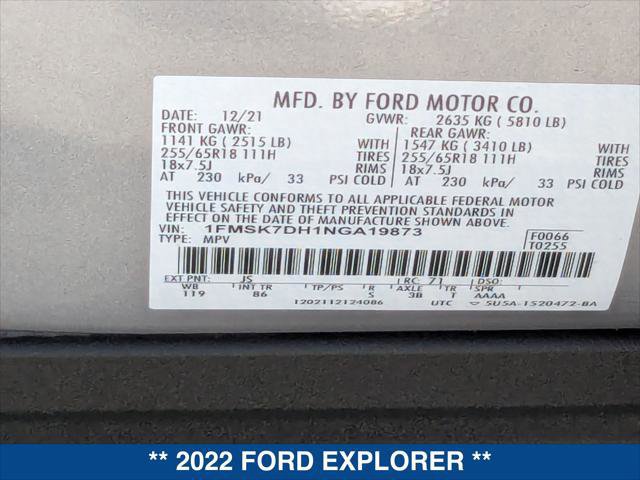 MFD. BY FORD MOTOR CO.
DATE: 12/21 GVWR: 2635 KG ( 5810 LB)
FRONT GAWR: REAR GAWR:
1141 KG ( 2515 LB) WITH 1547 KG ( 3410 LB) WITH
255/65R18 111H TIRES 255/65R18 111H TIRES
18x7.5J RIMS 18x7.5J RIMS
AT 230 kPa/ 33 PSI COLD AT 230 kPa/ 33 PSI COLD
THIS VEHICLE CONFORMS TO ALL APPLICABLE FEDERAL MOTOR
VEHICLE SAFETY AND BUMPER STANDARDS AND THEFT PREVENTION STANDARD IN
EFFECT ON THE DATE OF MANUFACTURE SHOWN ABOVE.
VIN: 1FMSK7DH1NGA19873 F0066
TYPE: MPV T0255
EXT PNT: JS RC: 71 DSO:
WB INT TR TP/PS R AXLE TR SPR
119 86 S 3B T AAAA
1202112124086 UTC 5U5A-1520472-BA
** 2022 FORD EXPLORER **